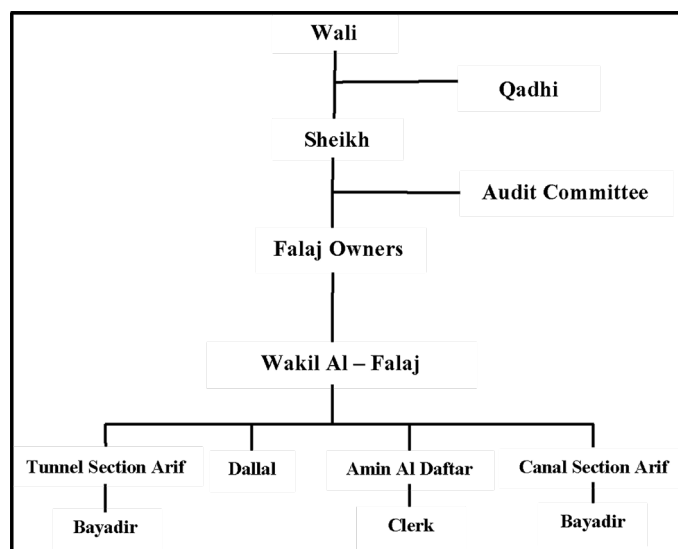 Wali
Qadhi
Sheikh
Audit Committee
Falaj Owners
Wakil Al – Falaj
Tunnel Section Arif
Dallal
Amin Al Daftar
Canal Section Arif
Bayadir
Clerk
Bayadir